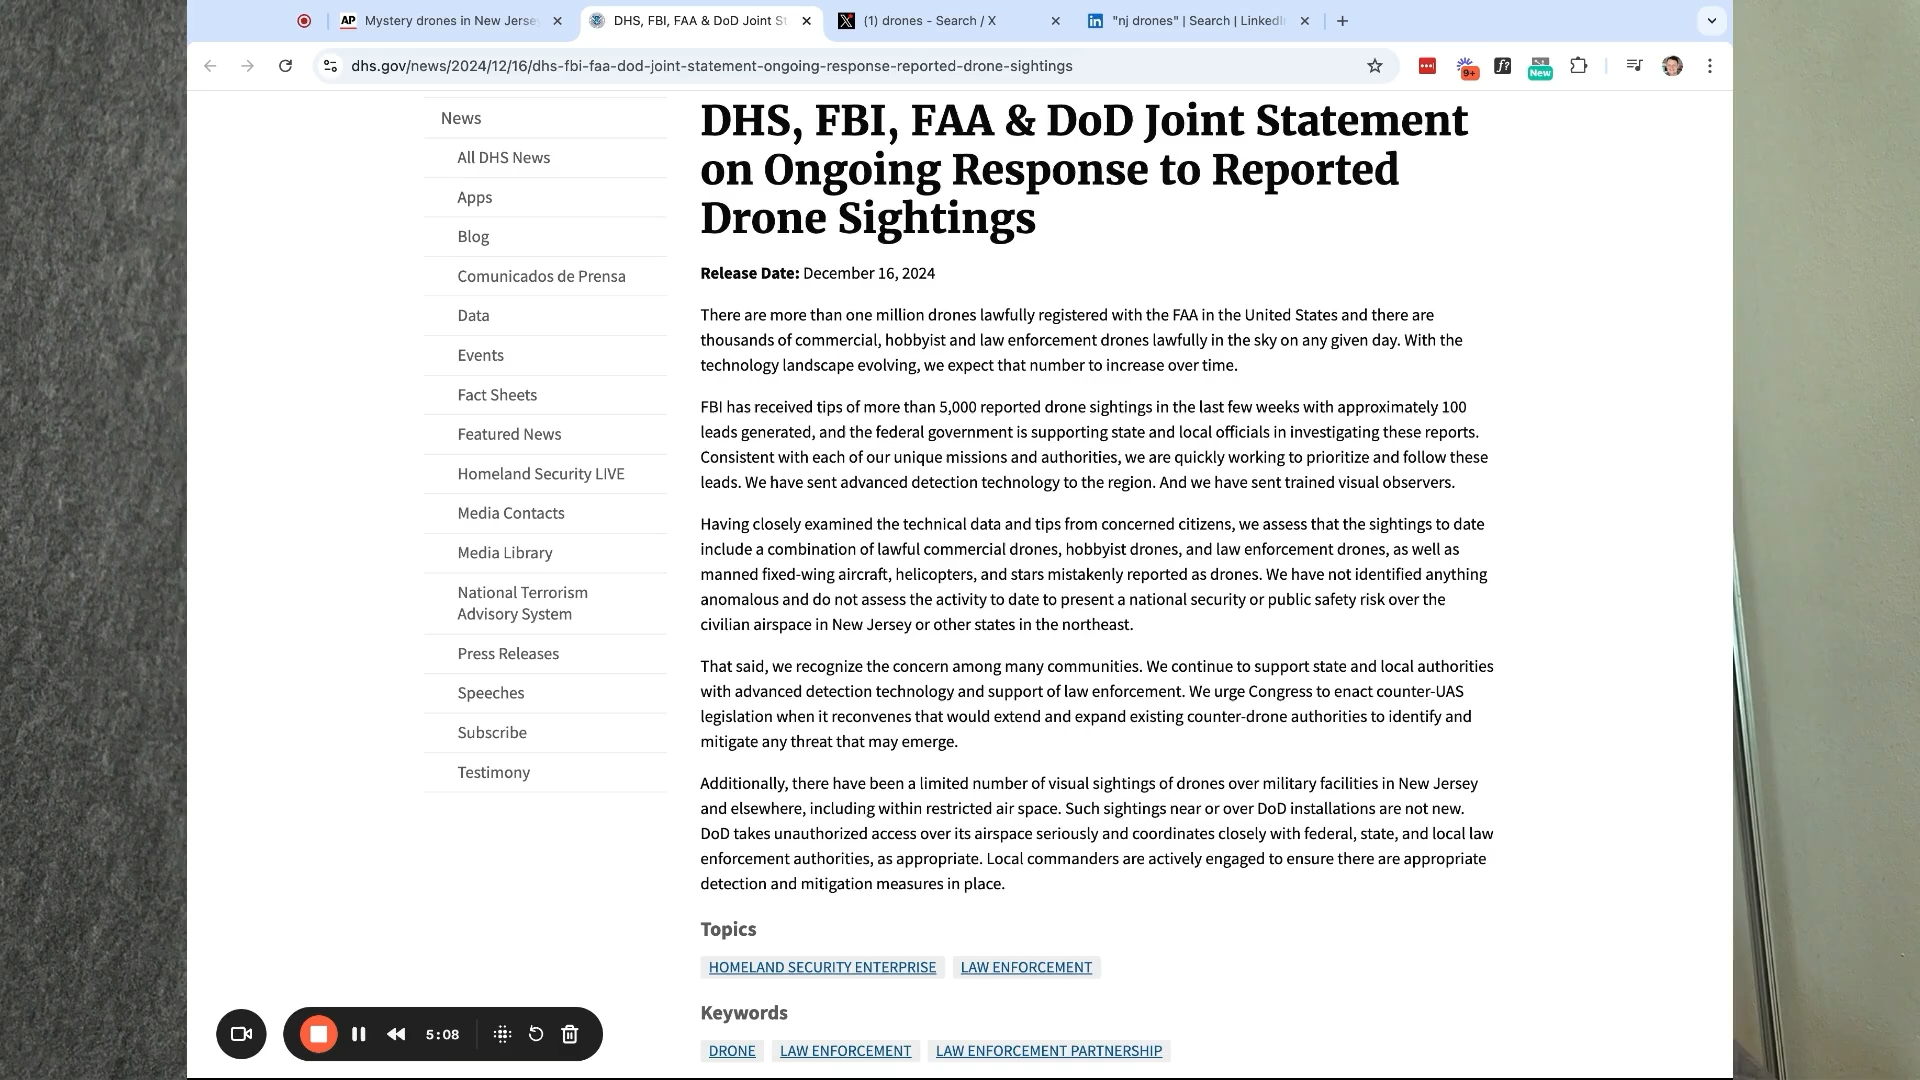 AP Mystery drones in New Jerse
DHS, FBI, FAA & DoD Joint St
(1) drones - Search / X
in "nj drones" | Search | LinkedI
dhs.gov/news/2024/12/16/dhs-fbi-faa-dod-joint-statement-ongoing-response-reported-drone-sightings
9+
f?
New
News
All DHS News
Apps
Blog
Comunicados de Prensa
Data
Events
Fact Sheets
Featured News
Homeland Security LIVE
Media Contacts
Media Library
National Terrorism
Advisory System
Press Releases
Speeches
Subscribe
Testimony
DHS, FBI, FAA & DoD Joint Statement
on Ongoing Response to Reported
Drone Sightings
Release Date: December 16, 2024
There are more than one million drones lawfully registered with the FAA in the United States and there are
thousands of commercial, hobbyist and law enforcement drones lawfully in the sky on any given day. With the
technology landscape evolving, we expect that number to increase over time.
FBI has received tips of more than 5,000 reported drone sightings in the last few weeks with approximately 100
leads generated, and the federal government is supporting state and local officials in investigating these reports.
Consistent with each of our unique missions and authorities, we are quickly working to prioritize and follow these
leads. We have sent advanced detection technology to the region. And we have sent trained visual observers.
Having closely examined the technical data and tips from concerned citizens, we assess that the sightings to date
include a combination of lawful commercial drones, hobbyist drones, and law enforcement drones, as well as
manned fixed-wing aircraft, helicopters, and stars mistakenly reported as drones. We have not identified anything
anomalous and do not assess the activity to date to present a national security or public safety risk over the
civilian airspace in New Jersey or other states in the northeast.
That said, we recognize the concern among many communities. We continue to support state and local authorities
with advanced detection technology and support of law enforcement. We urge Congress to enact counter-UAS
legislation when it reconvenes that would extend and expand existing counter-drone authorities to identify and
mitigate any threat that may emerge.
Additionally, there have been a limited number of visual sightings of drones over military facilities in New Jersey
and elsewhere, including within restricted air space. Such sightings near or over DoD installations are not new.
DoD takes unauthorized access over its airspace seriously and coordinates closely with federal, state, and local law
enforcement authorities, as appropriate. Local commanders are actively engaged to ensure there are appropriate
detection and mitigation measures in place.
Topics
HOMELAND SECURITY ENTERPRISE LAW ENFORCEMENT
Keywords
DRONE LAW ENFORCEMENT LAW ENFORCEMENT PARTNERSHIP
5:08